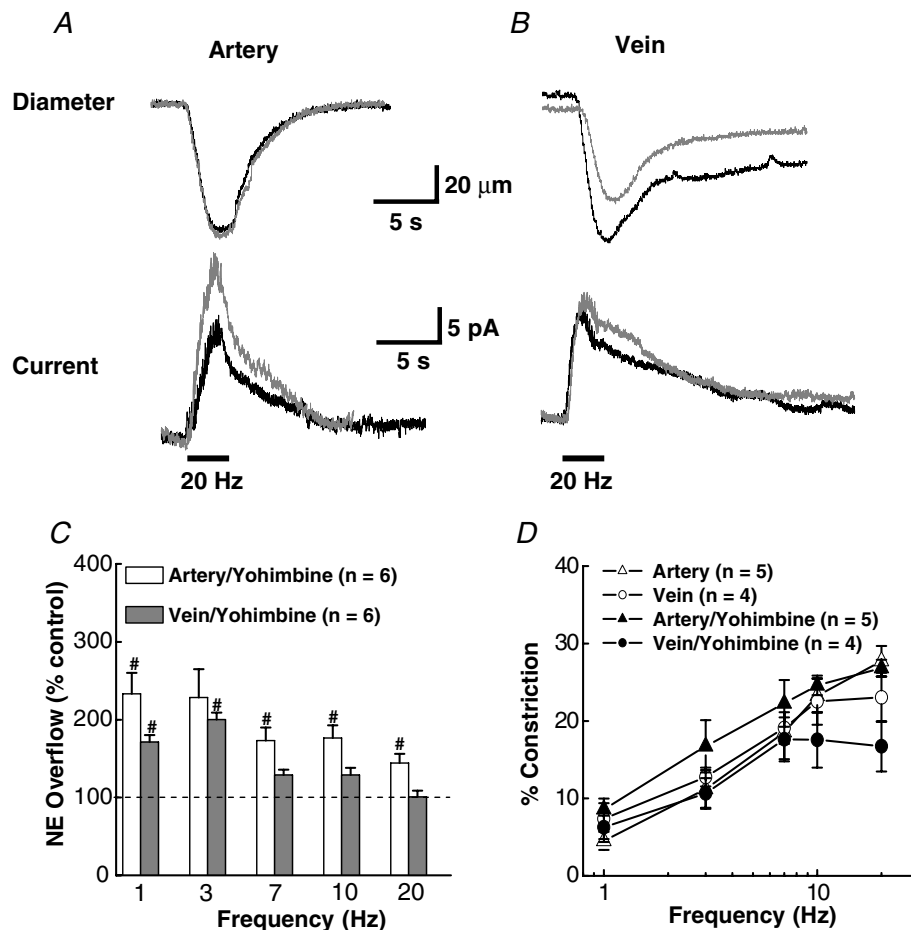 A
Artery
B
Vein
Diameter
20 μm
5 s
5 pA
5 s
Current
20 Hz
20 Hz
C
NE Overflow (% control)
400
300
200
100
0
Artery/Yohimbine (n = 6)
Vein/Yohimbine (n = 6)
#
#
#
#
#
#
1
3
7
10
20
Frequency (Hz)
D
% Constriction
40
30
20
10
0
Artery (n = 5)
Vein (n = 4)
Artery/Yohimbine (n = 5)
Vein/Yohimbine (n = 4)
1
10
Frequency (Hz)